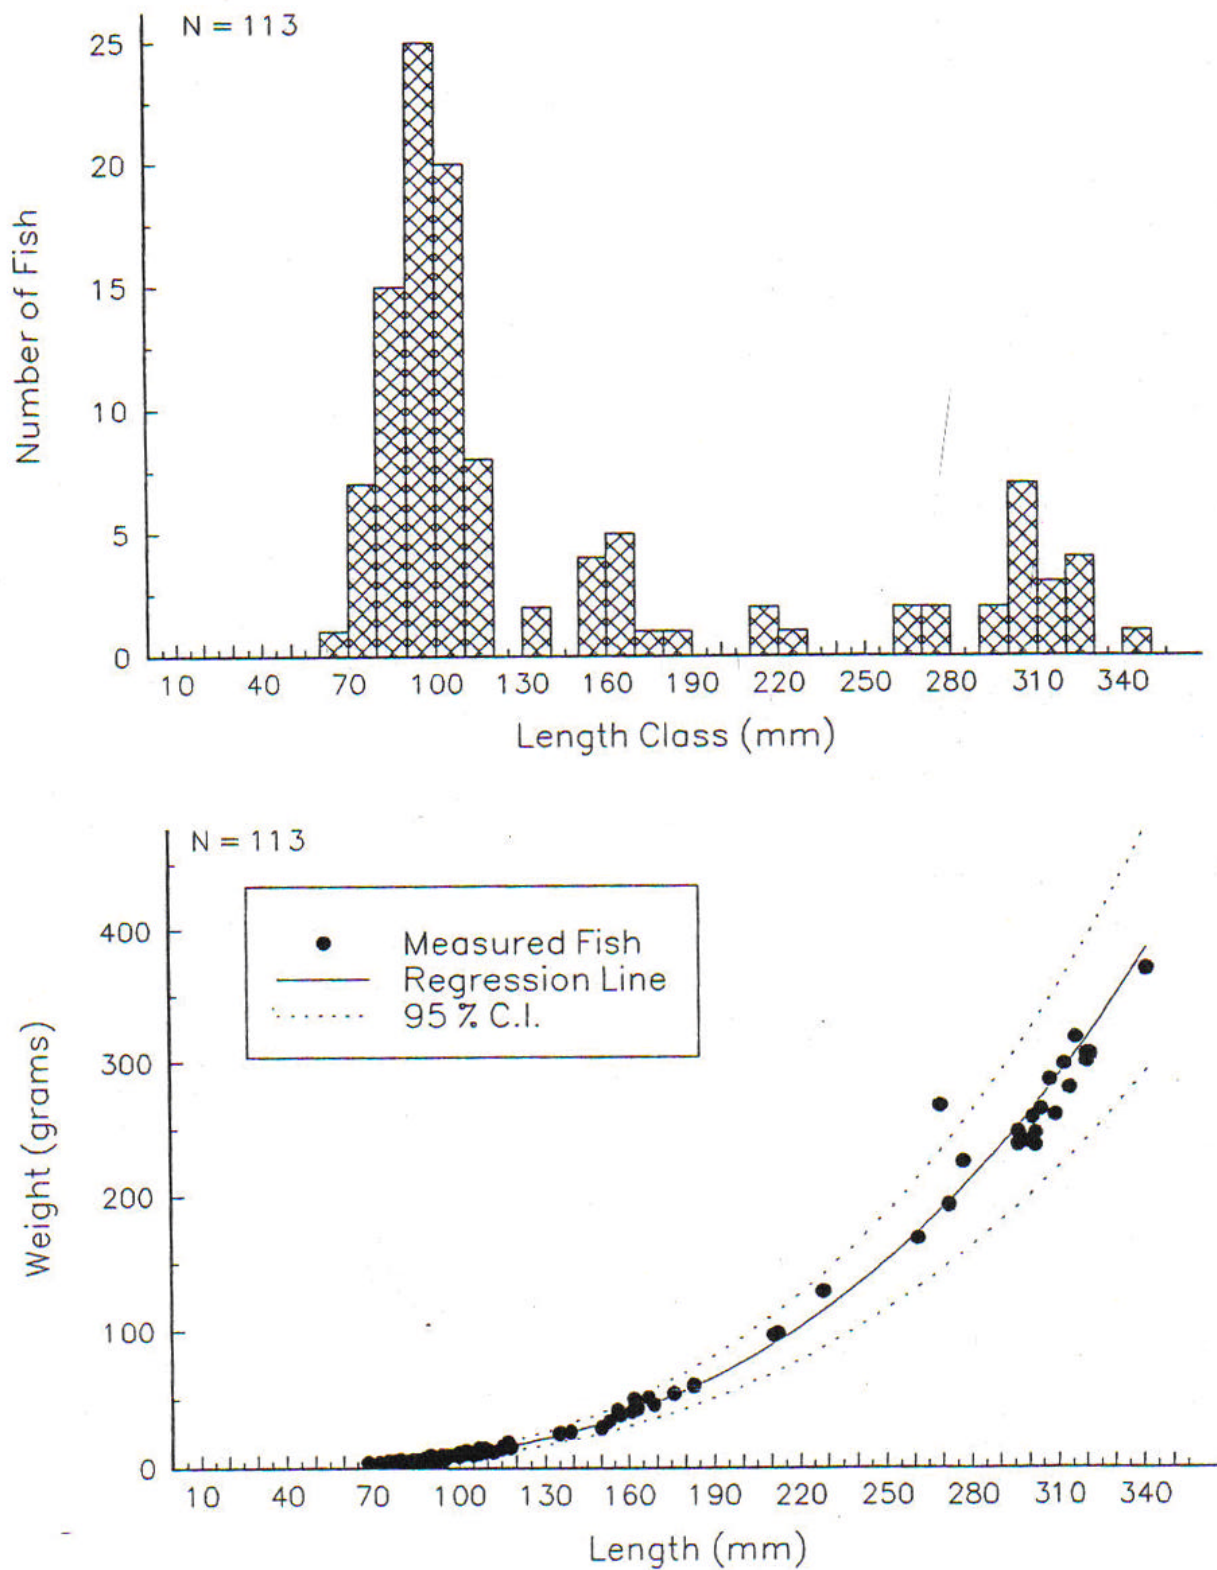 N = 113
25
20
15
10
5
0
Number of Fish
10 40 70 100 130 160 190 220 250 280 310 340
Length Class (mm)
N = 113
Measured Fish
Regression Line
95 % C.I.
400
300
200
100
0
Weight (grams)
10 40 70 100 130 160 190 220 250 280 310 340
Length (mm)